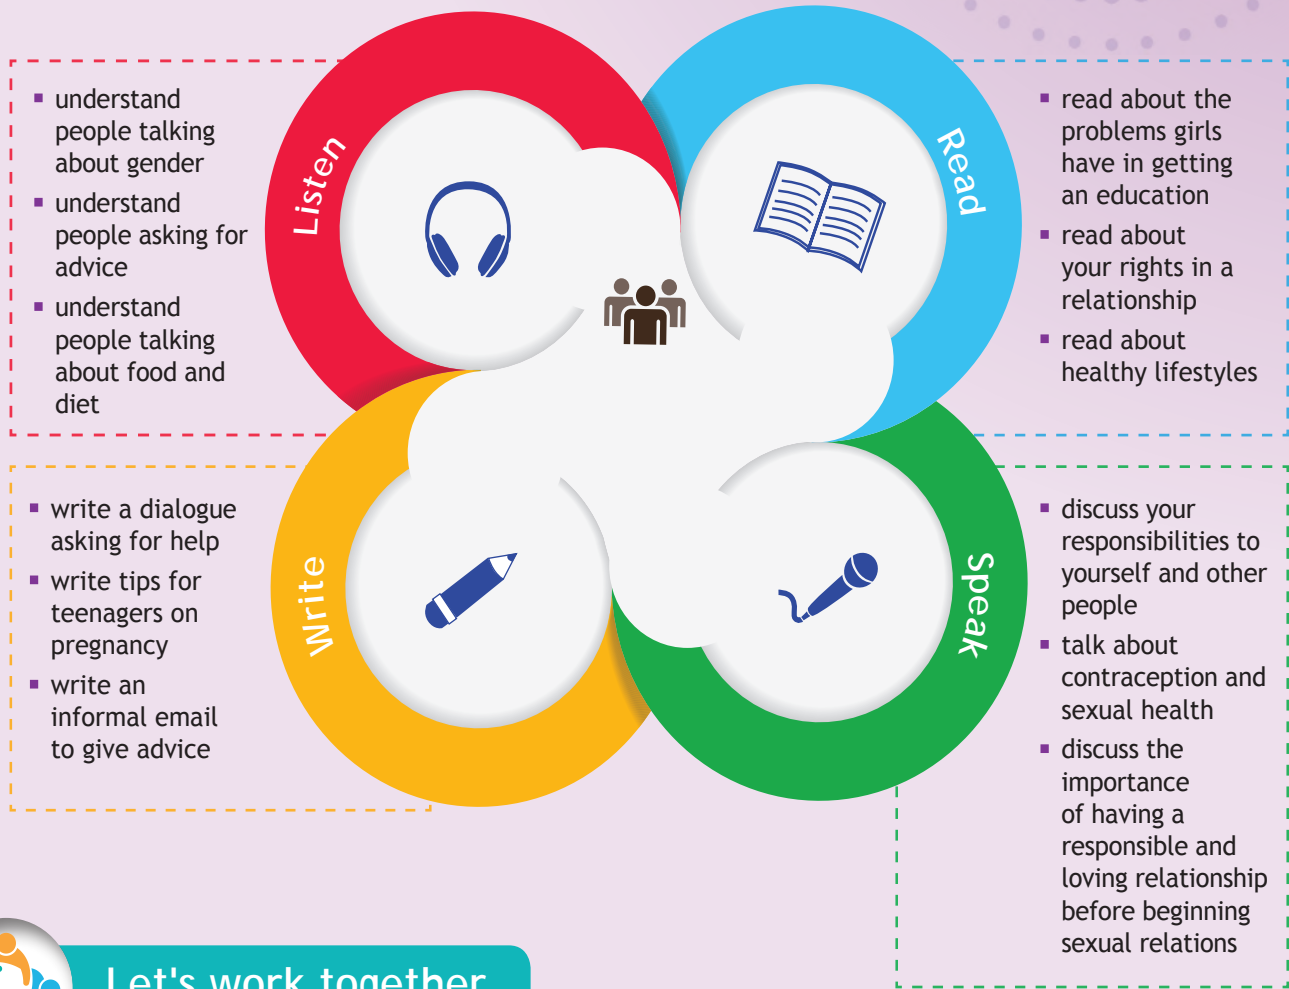 Listen
▪ understand
people talking
about gender
▪ understand
people asking for
advice
▪ understand
people talking
about food and
diet
Read
▪ read about the
problems girls
have in getting
an education
▪ read about
your rights in a
relationship
▪ read about
healthy lifestyles
Write
▪ write a dialogue
asking for help
▪ write tips for
teenagers on
pregnancy
▪ write an
informal email
to give advice
Speak
▪ discuss your
responsibilities to
yourself and other
people
▪ talk about
contraception and
sexual health
▪ discuss the
importance
of having a
responsible and
loving relationship
before beginning
sexual relations
Let's work together